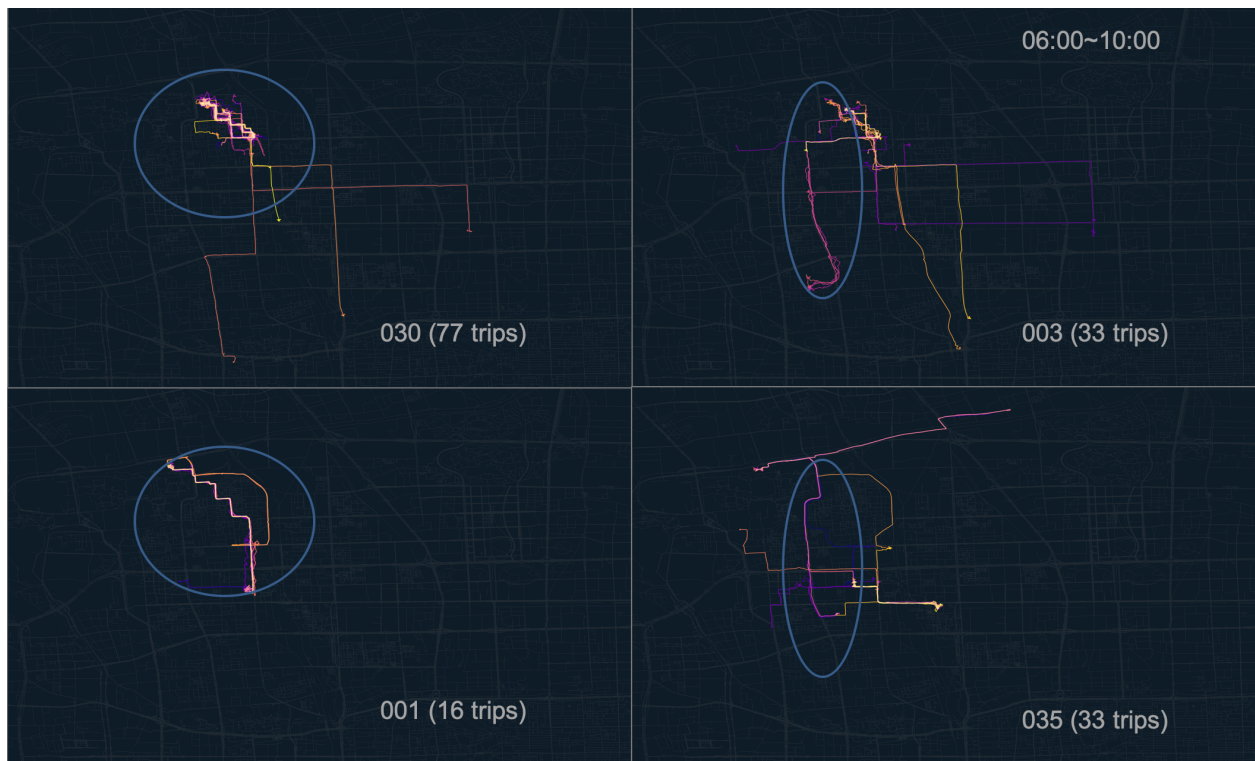 06:00~10:00
030 (77 trips)
003 (33 trips)
001 (16 trips)
035 (33 trips)